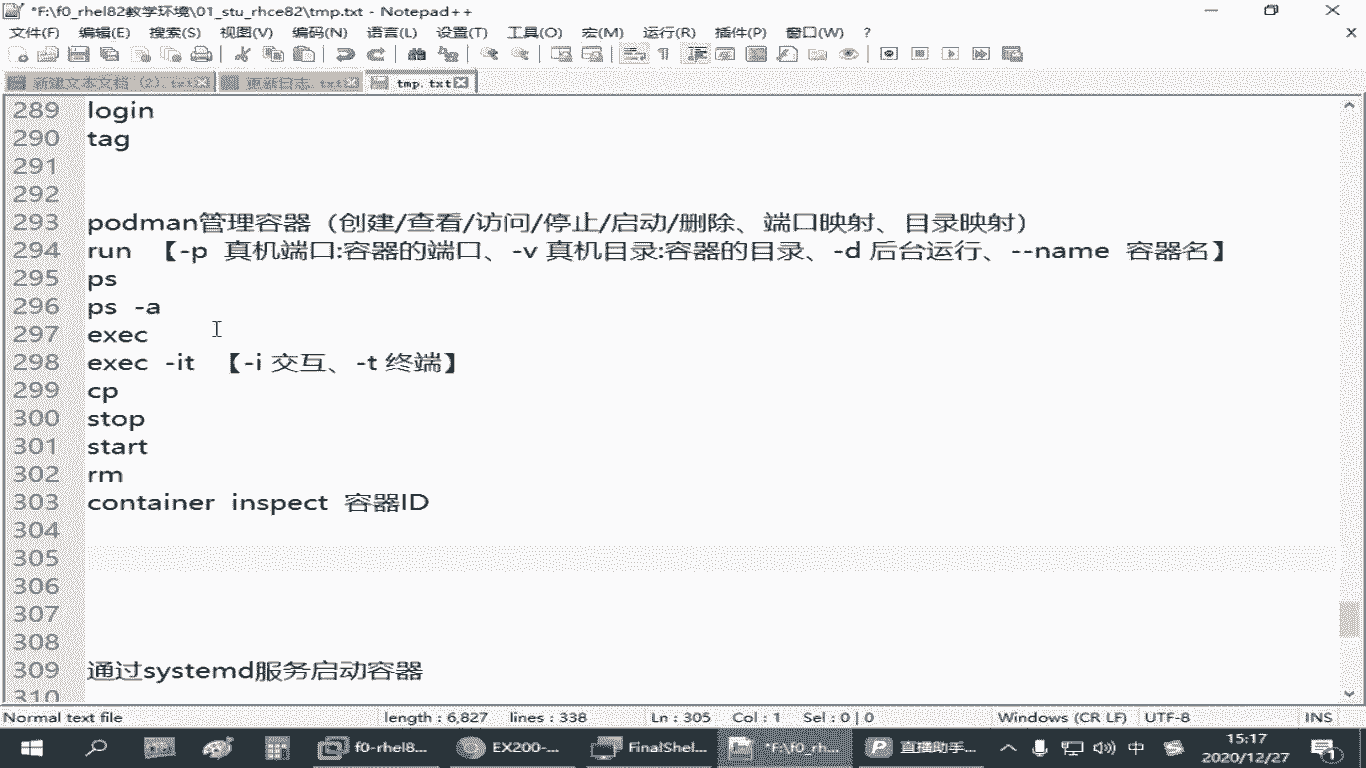 *F:\f0_rhel82教学环境\01_stu_rhce82\tmp.txt - Notepad++
文件(F) 编辑(E) 搜索(S) 视图(V) 编码(N) 语言(L) 设置(T) 工具(O) 宏(M) 运行(R) 插件(P) 窗口(W) ?
新建文本文档 (2).txt 更新日志.txt tmp.txt
289 login
290 tag
291
292
293 podman管理容器（创建/查看/访问/停止/启动/删除、端口映射、目录映射）
294 run 【-p 真机端口:容器的端口、-v 真机目录:容器的目录、-d 后台运行、--name 容器名】
295 ps
296 ps -a
297 exec
298 exec -it 【-i 交互、-t 终端】
299 cp
300 stop
301 start
302 rm
303 container inspect 容器ID
304
305
306
307
308
309 通过systemd服务启动容器
310
Normal text file length : 6,827 lines : 338 Ln : 305 Col : 1 Sel : 0 | 0 Windows (CR LF) UTF-8 INS
f0-rhel8... EX200-... FinalShel... *F:\f0_rh... 直播助手... 中 15:17
2020/12/27